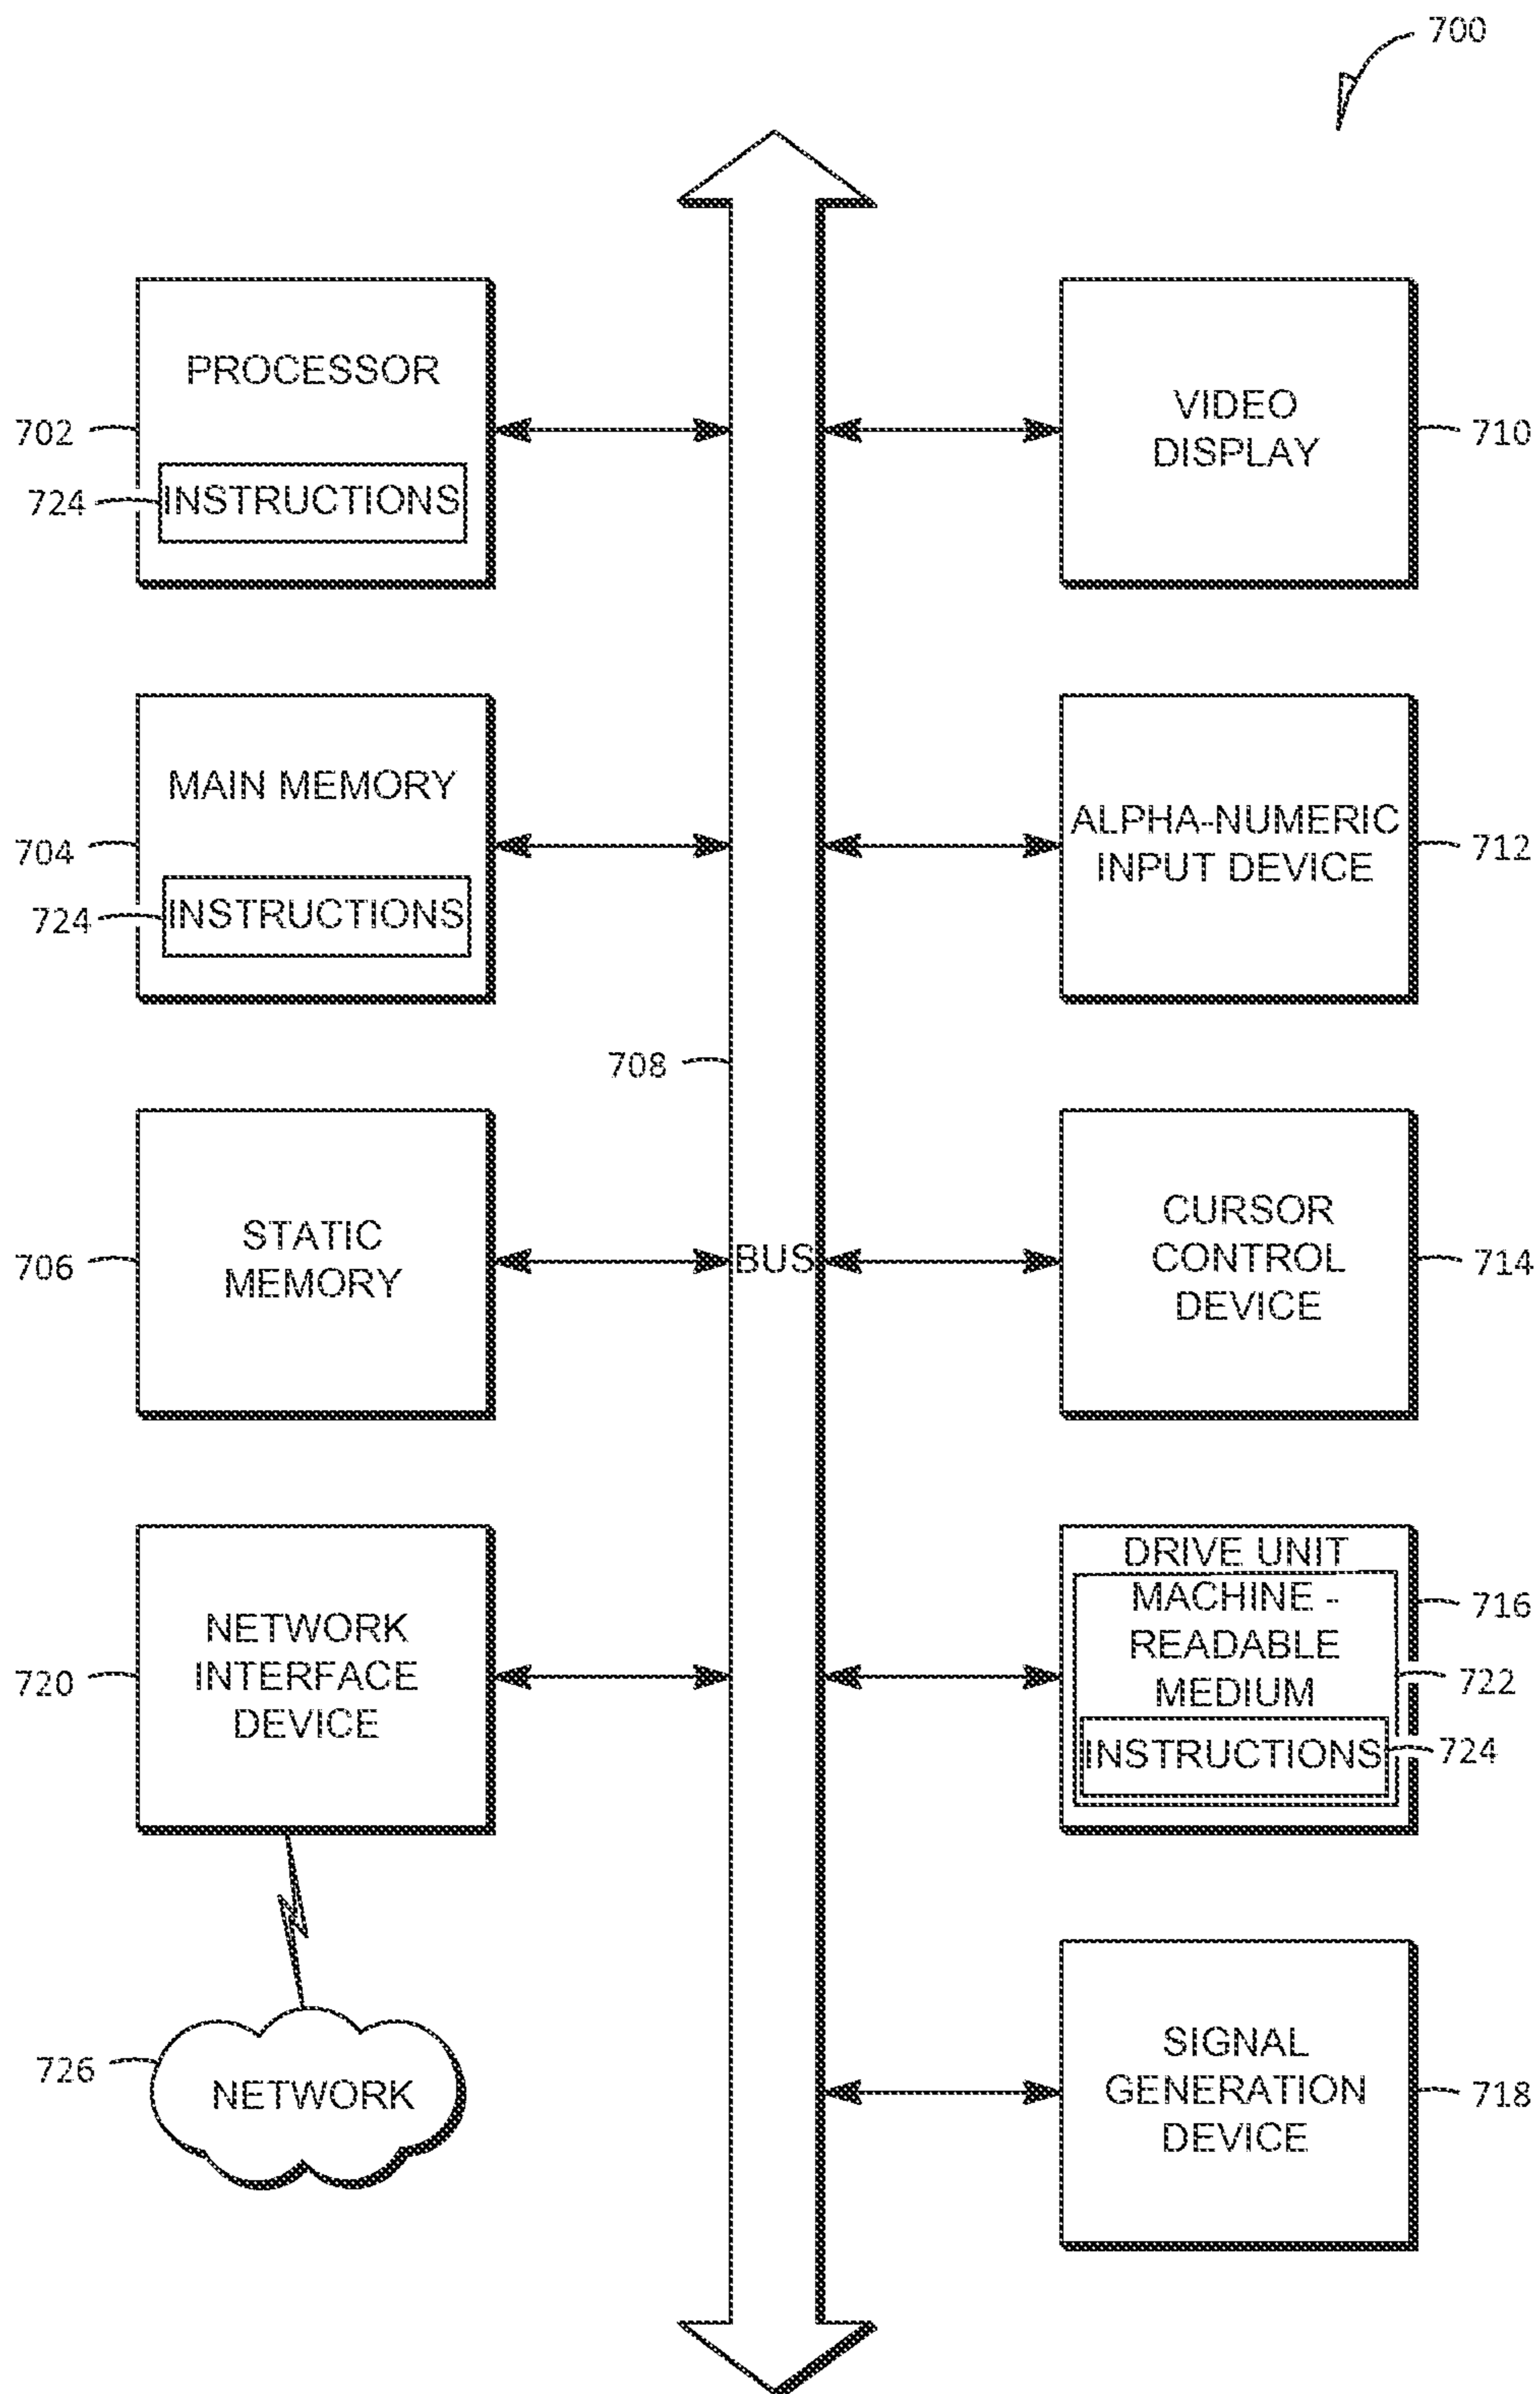 700
PROCESSOR
702
724
INSTRUCTIONS
VIDEO
DISPLAY
710
MAIN MEMORY
704
724
INSTRUCTIONS
ALPHA-NUMERIC
INPUT DEVICE
712
708
STATIC
MEMORY
706
BUS
CURSOR
CONTROL
DEVICE
714
NETWORK
INTERFACE
DEVICE
720
DRIVE UNIT
MACHINE -
READABLE
MEDIUM
716
722
INSTRUCTIONS
724
726
NETWORK
SIGNAL
GENERATION
DEVICE
718